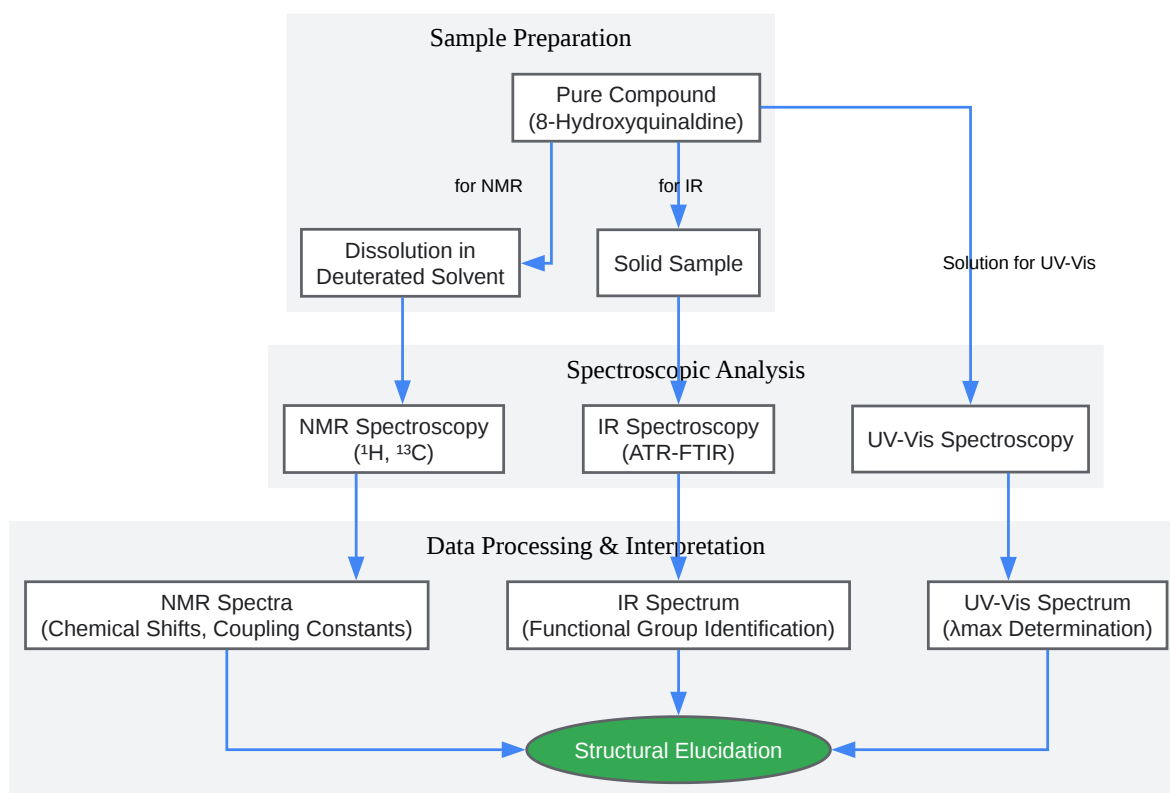 Sample Preparation
Pure Compound
(8-Hydroxyquinaldine)
for NMR
for IR
Dissolution in
Deuterated Solvent
Solid Sample
Solution for UV-Vis
Spectroscopic Analysis
NMR Spectroscopy
(¹H, ¹³C)
IR Spectroscopy
(ATR-FTIR)
UV-Vis Spectroscopy
Data Processing & Interpretation
NMR Spectra
(Chemical Shifts, Coupling Constants)
IR Spectrum
(Functional Group Identification)
UV-Vis Spectrum
(λmax Determination)
Structural Elucidation